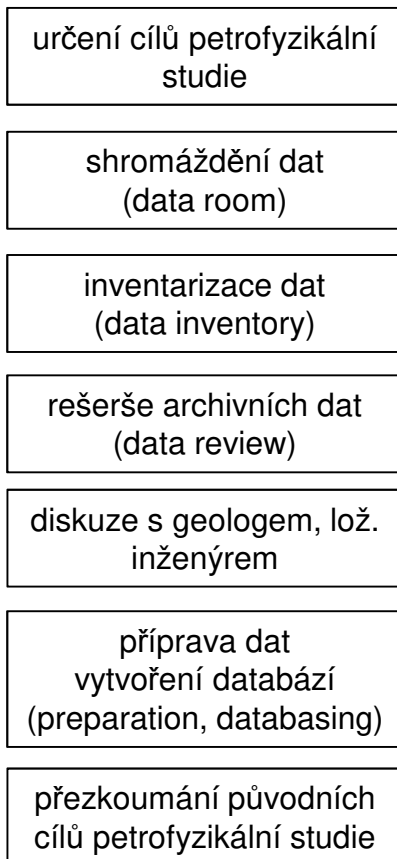 určení cílů petrofyzikální
studie
shromáždění dat
(data room)
inventarizace dat
(data inventory)
rešerše archivních dat
(data review)
diskuze s geologem, lož.
inženýrem
příprava dat
vytvoření databází
(preparation, databasing)
přezkoumání původních
cílů petrofyzikální studie